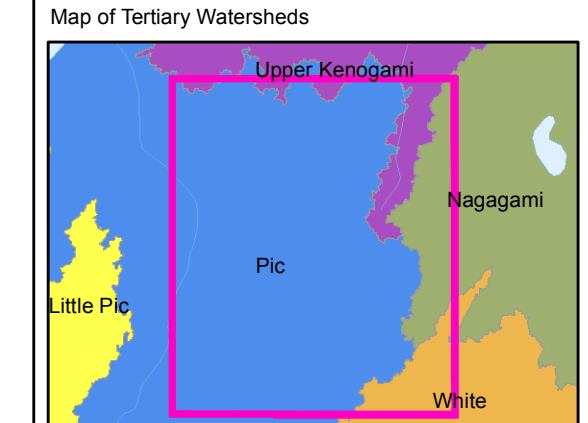 Map of Tertiary Watersheds
Upper Kenogami
Nagagami
Pic
Little Pic
White